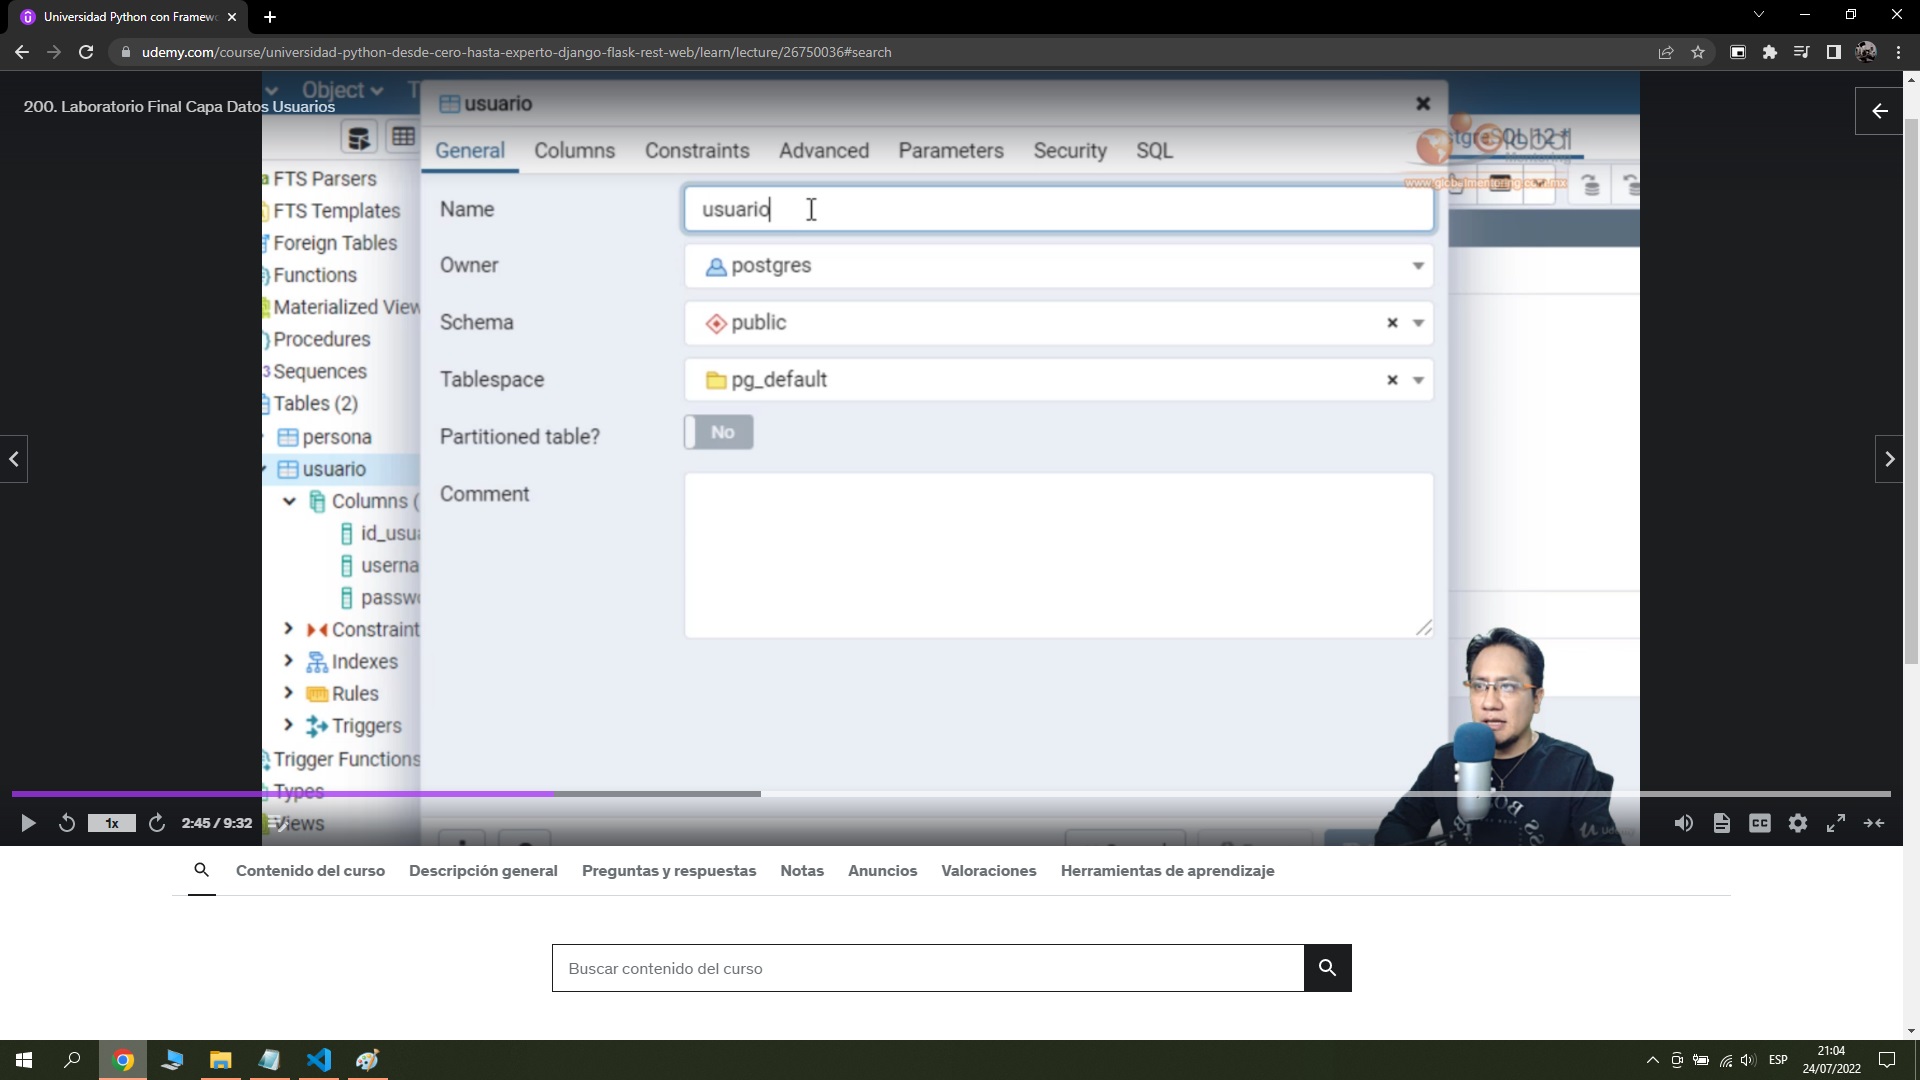 Universidad Python con Framew
udemy.com/course/universidad-python-desde-cero-hasta-experto-django-flask-rest-web/learn/lecture/26750036#search
Object
200. Laboratorio Final Capa Datos Usuarios
usuario
General
Columns
Constraints
Advanced
Parameters
Security
SQL
Global
Mentoring
www.globalmentoring.com.mx
FTS Parsers
FTS Templates
Foreign Tables
Functions
Materialized View
Procedures
Sequences
Tables (2)
persona
usuario
Columns (
id_usua
userna
passwo
Constraint
Indexes
Rules
Triggers
Trigger Functions
Types
Views
Name
usuario
Owner
postgres
Schema
public
Tablespace
pg_default
Partitioned table?
No
Comment
1x
2:45 / 9:32
CC
Contenido del curso
Descripción general
Preguntas y respuestas
Notas
Anuncios
Valoraciones
Herramientas de aprendizaje
Buscar contenido del curso
ESP
21:04
24/07/2022